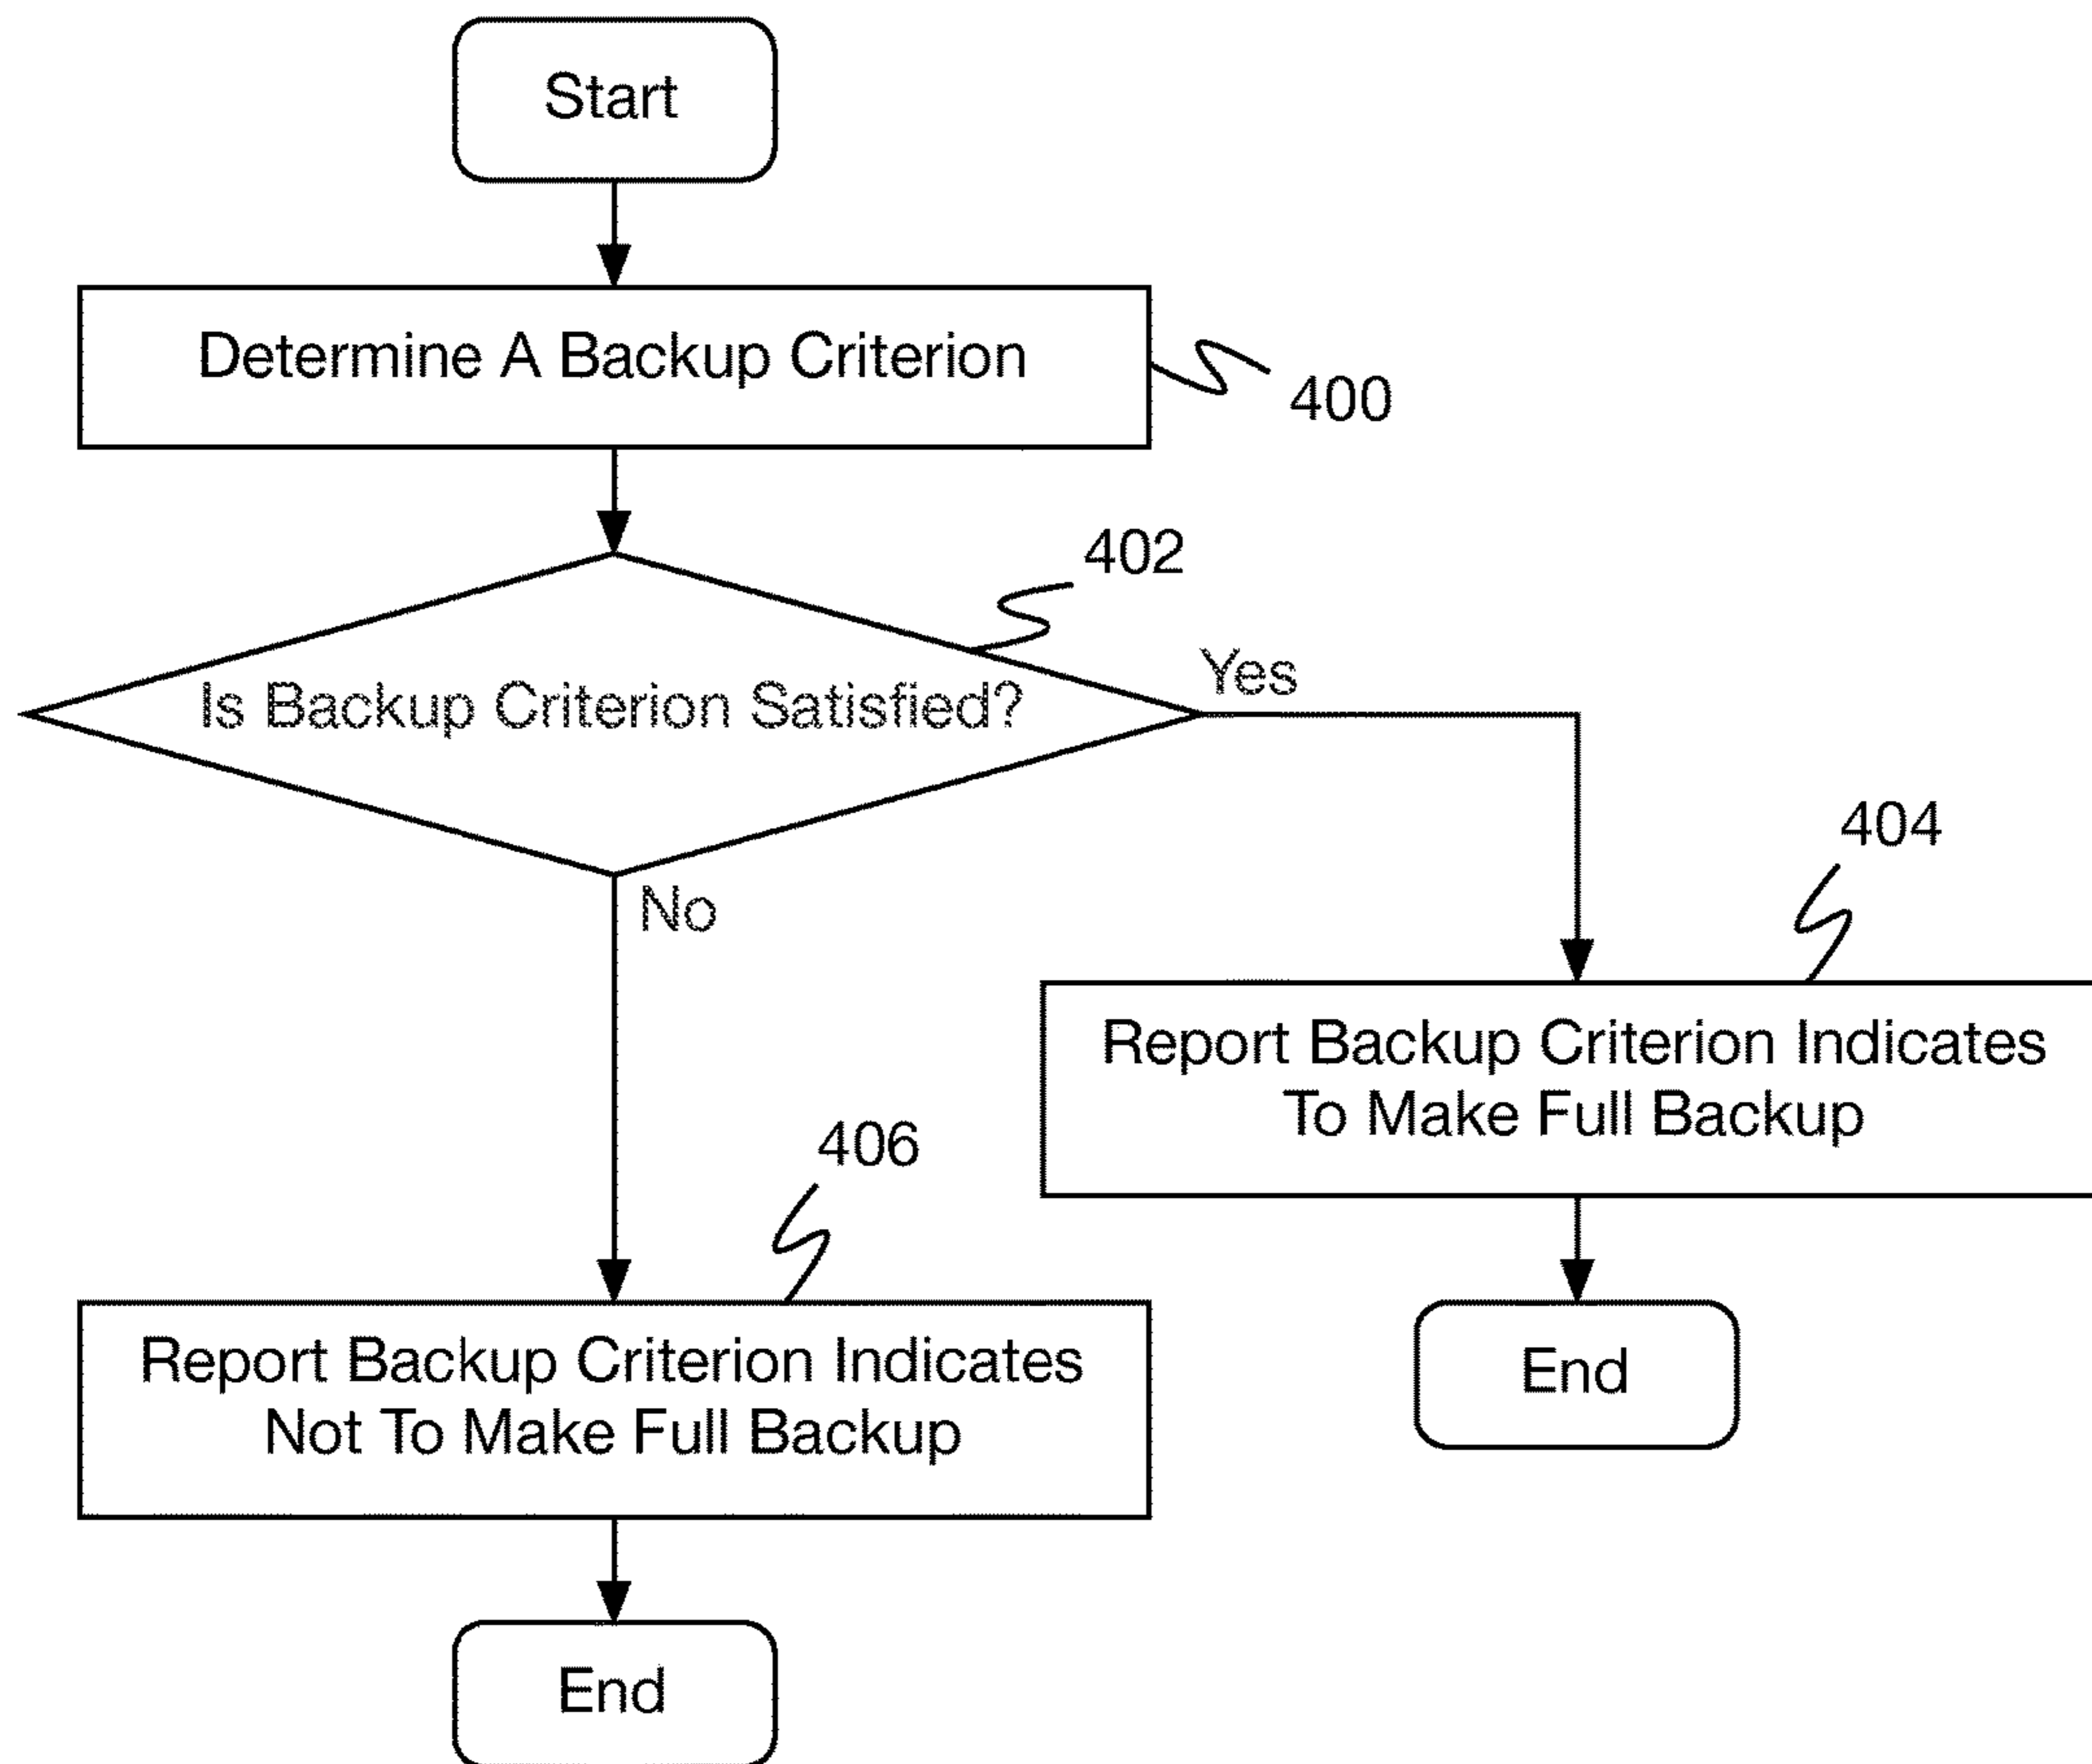 Start
Determine A Backup Criterion
400
402
Is Backup Criterion Satisfied?
Yes
No
404
Report Backup Criterion Indicates
To Make Full Backup
406
Report Backup Criterion Indicates
Not To Make Full Backup
End
End